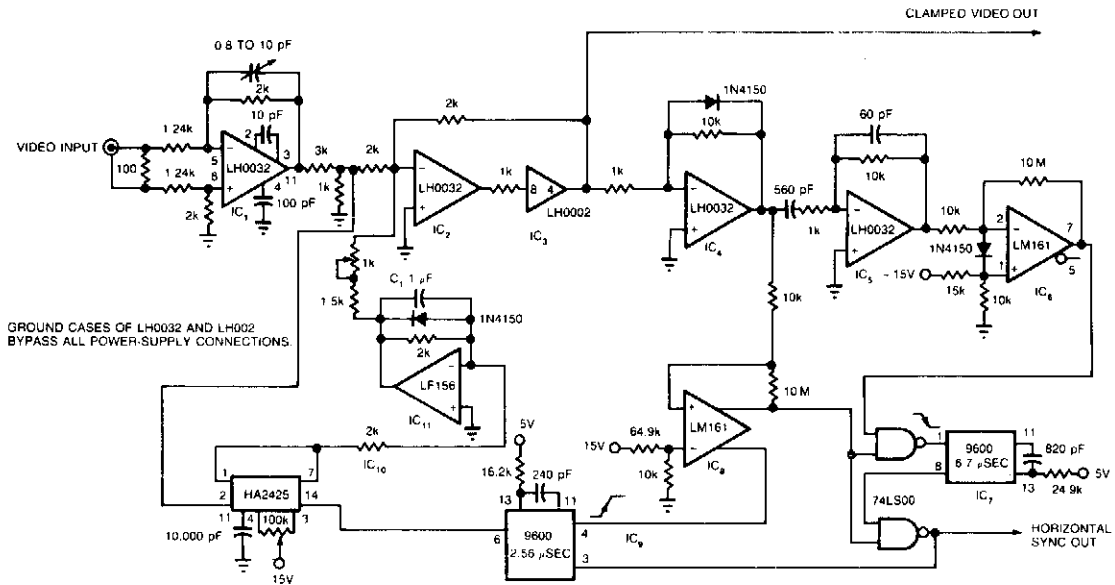 CLAMPED VIDEO OUT
0.8 TO 10 pF
2k
10 pF
VIDEO INPUT
100
1.24k
1.24k
2k
2
3
5
6
4
11
LH0032
IC1
100 pF
3k
1k
2k
2k
LH0032
IC2
1k
8 4
LH0002
IC3
1k
1N4150
10k
LH0032
IC4
560 pF
1k
60 pF
10k
LH0032
IC5
10k
10 M
1N4150
2
1
7
5
LM161
IC6
-15V
15k
10k
1k
1.5k
C1 1 µF
1N4150
2k
LF156
IC11
GROUND CASES OF LH0032 AND LH002
BYPASS ALL POWER-SUPPLY CONNECTIONS.
10k
10 M
LM161
IC8
15V
64.9k
10k
2k
IC10
1
2
7
14
HA2425
11
4
3
100k
10,000 pF
15V
5V
16.2k
240 pF
13
11
6
4
3
9600
2.56 µSEC
IC9
1
8
9600
6.7 µSEC
IC7
11
13
820 pF
5V
24.9k
74LS00
HORIZONTAL
SYNC OUT